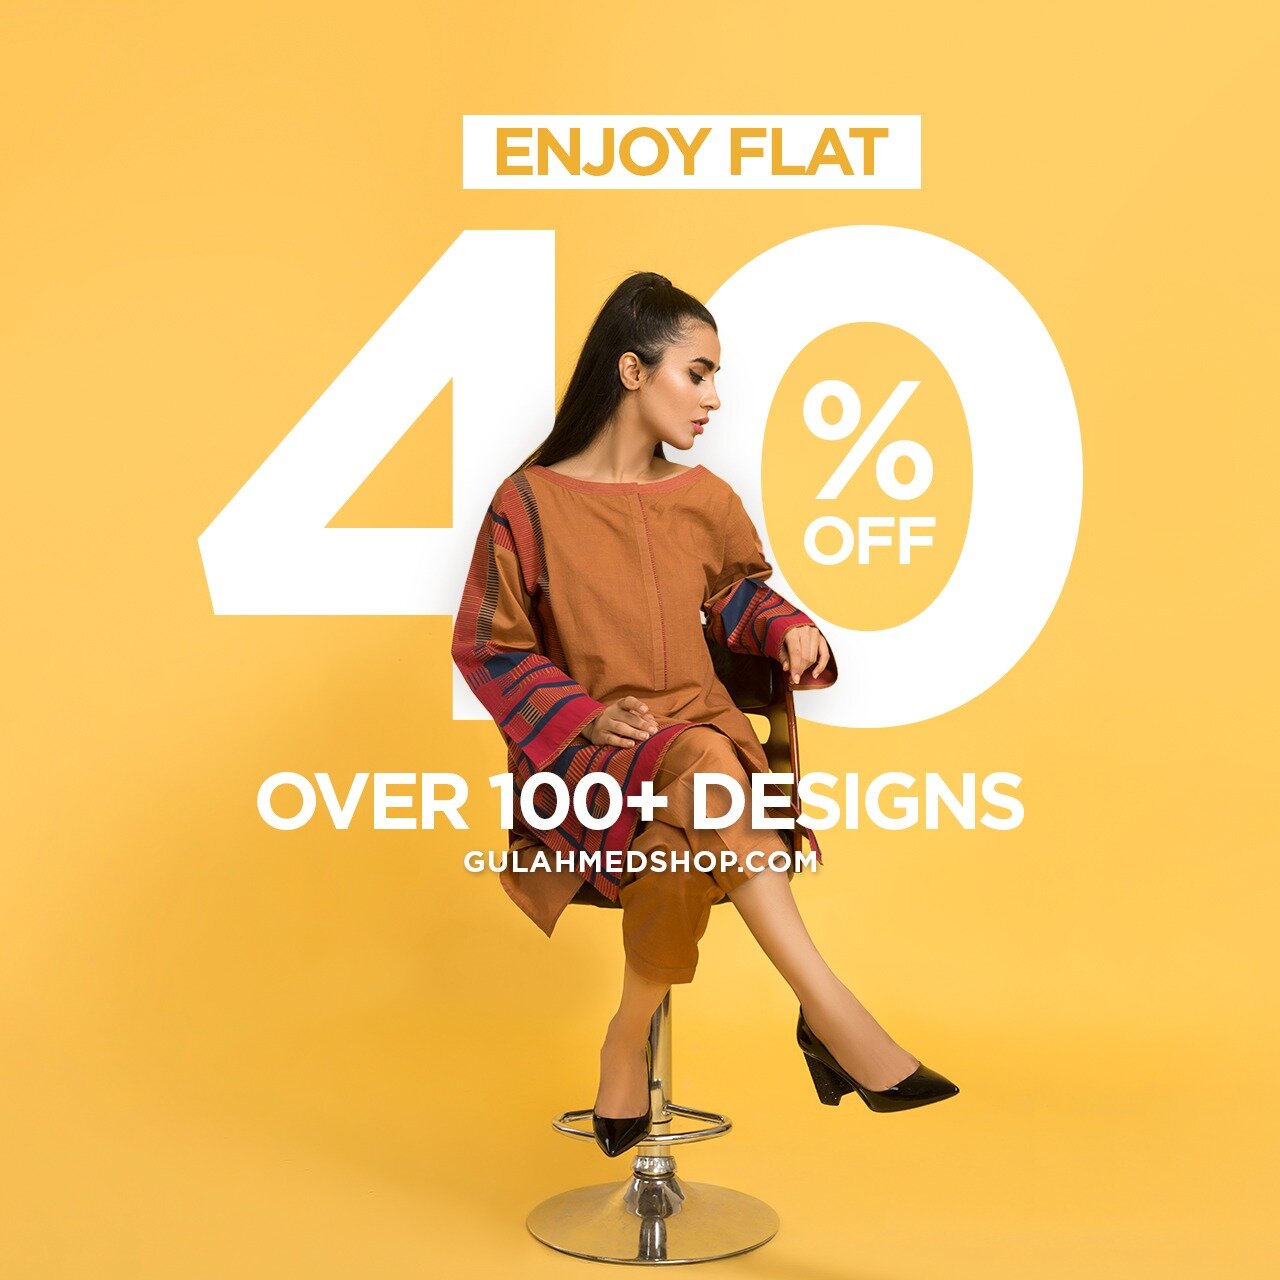 ENJOY FLAT
40
%
OFF
OVER 100+ DESIGNS
GULAHMEDSHOP.COM